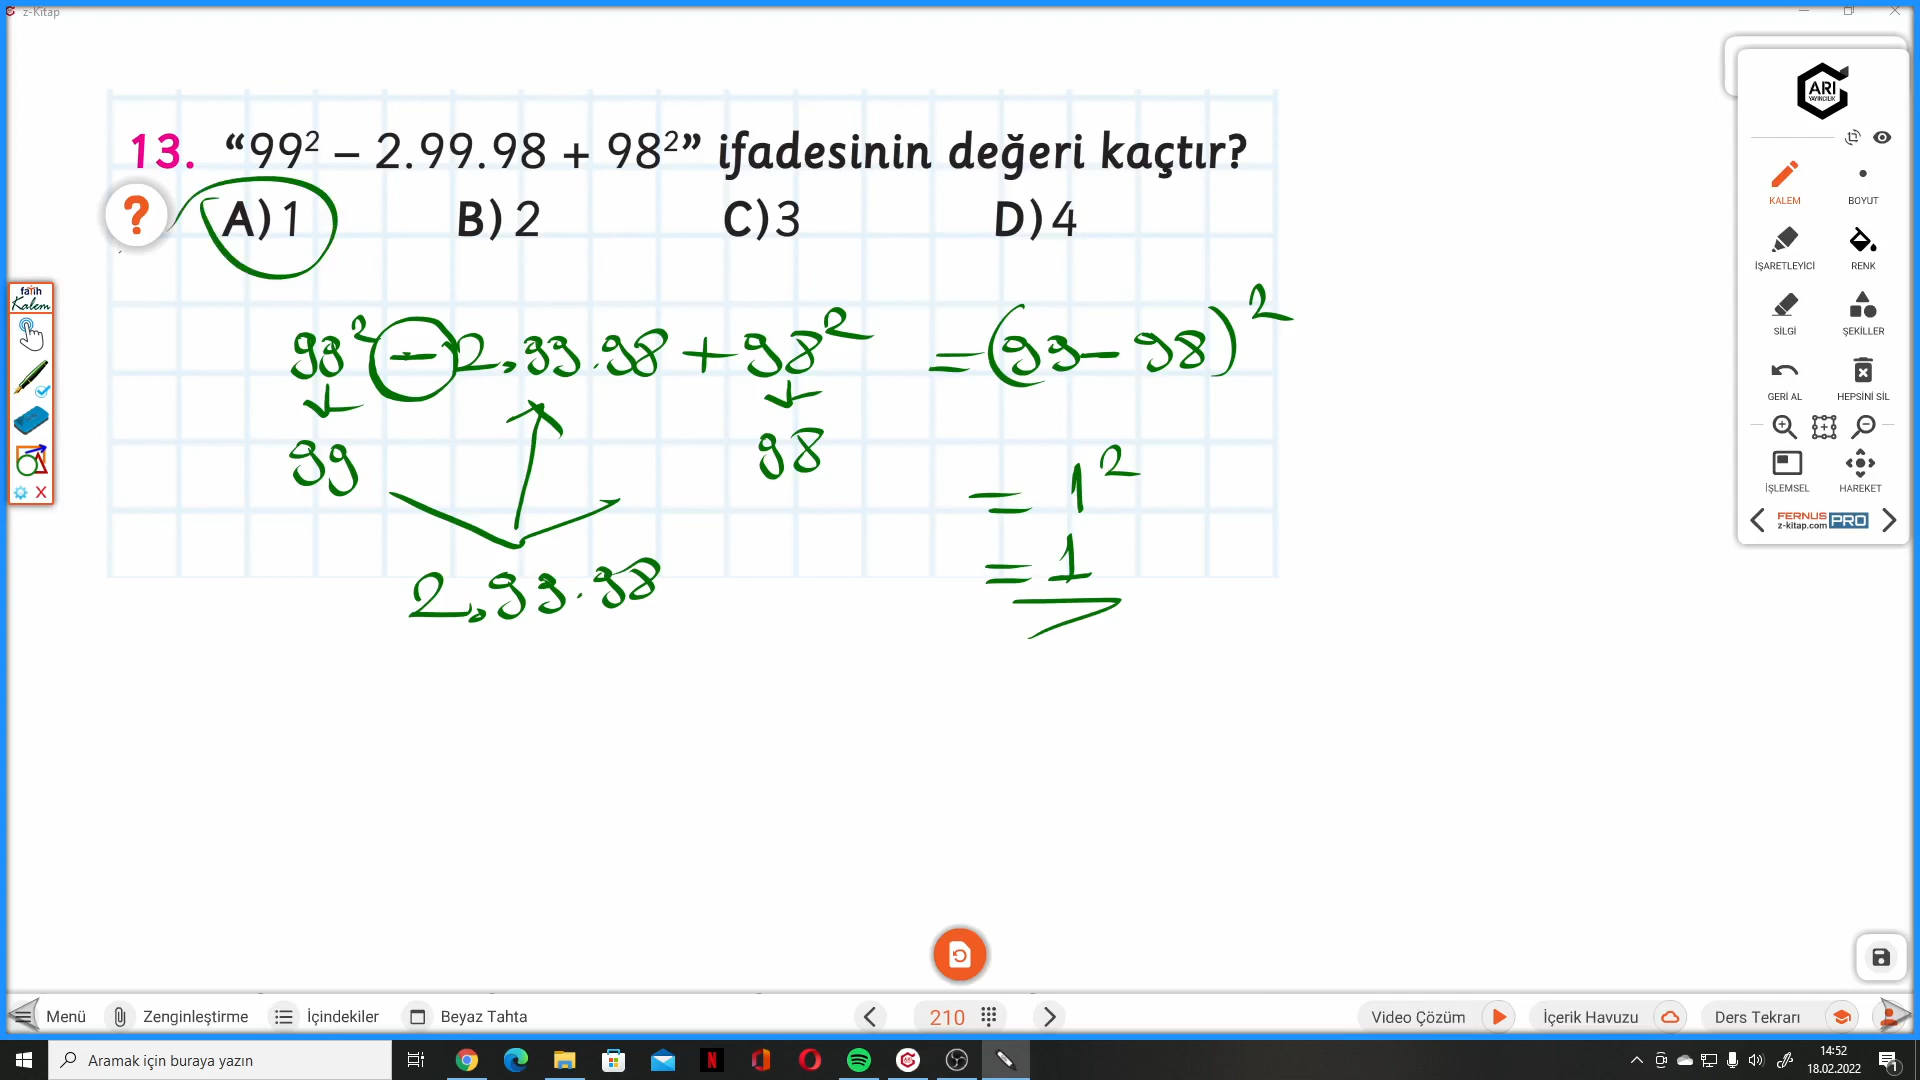 z-Kitap
13. “99² – 2.99.98 + 98²” ifadesinin değeri kaçtır?
?
A) 1 B) 2 C) 3 D) 4
99² - 2.99.98 + 98² = (99 - 98)²
99 98
= 1²
= 1
2.99.98
fatih
Kalem
ARI
YAYINCILIK
KALEM BOYUT
İŞARETLEYİCİ RENK
SİLGİ ŞEKİLLER
GERİ AL HEPSİNİ SİL
İŞLEMSEL HAREKET
FERNUS
z-kitap.com PRO
Menü Zenginleştirme İçindekiler Beyaz Tahta 210 Video Çözüm İçerik Havuzu Ders Tekrarı
Aramak için buraya yazın
14:52
18.02.2022
1